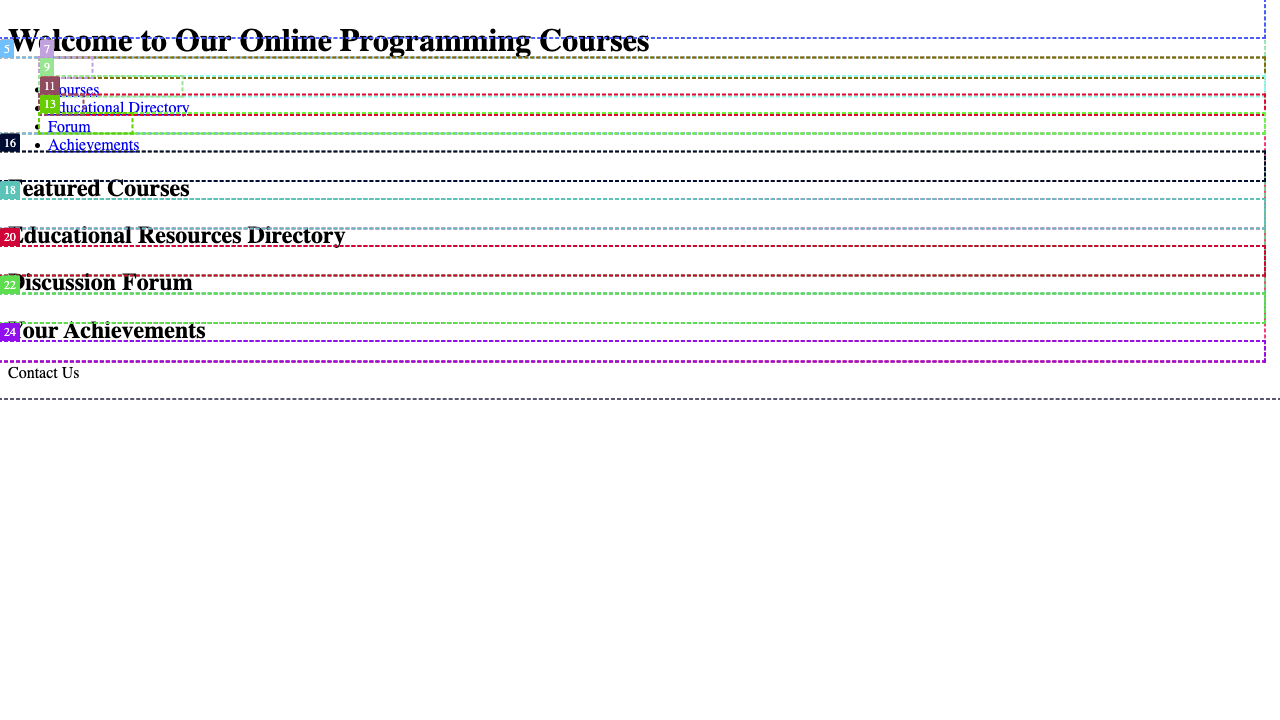 Welcome to Our Online Programming Courses
5
7
9
11
Courses
13
Educational Directory
Forum
16
Achievements
18
Featured Courses
20
Educational Resources Directory
22
Discussion Forum
24
Your Achievements
Contact Us